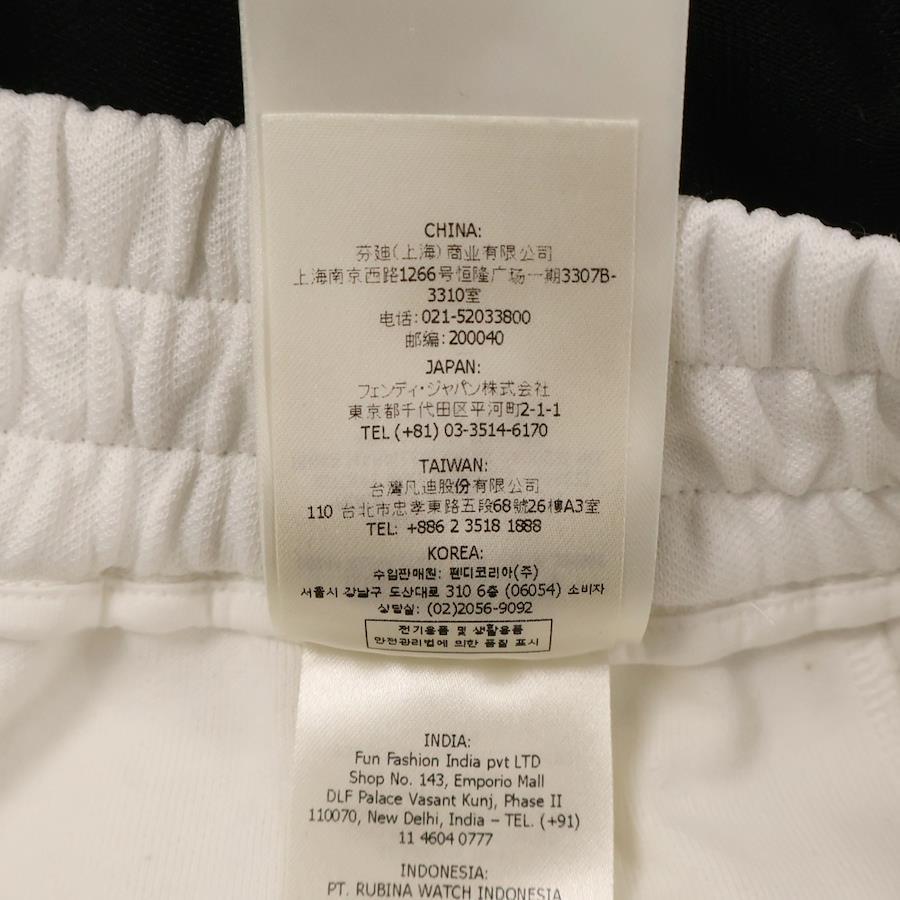 CHINA:
芬迪(上海)商业有限公司
上海南京西路1266号恒隆广场一期3307B-
3310室
电话: 021-52033800
邮编: 200040
JAPAN:
フェンディ・ジャパン株式会社
東京都千代田区平河町2-1-1
TEL (+81) 03-3514-6170
TAIWAN:
台灣凡迪股份有限公司
110 台北市忠孝東路五段68號26樓A3室
TEL: +886 2 3518 1888
KOREA:
수입판매원: 펜디코리아(주)
서울시 강남구 도산대로 310 6층 (06054) 소비자
상담실: (02)2056-9092
전기용품 및 생활용품
안전관리법에 의한 품질 표시
INDIA:
Fun Fashion India pvt LTD
Shop No. 143, Emporio Mall
DLF Palace Vasant Kunj, Phase II
110070, New Delhi, India – TEL. (+91)
11 4604 0777
INDONESIA:
PT. RUBINA WATCH INDONESIA